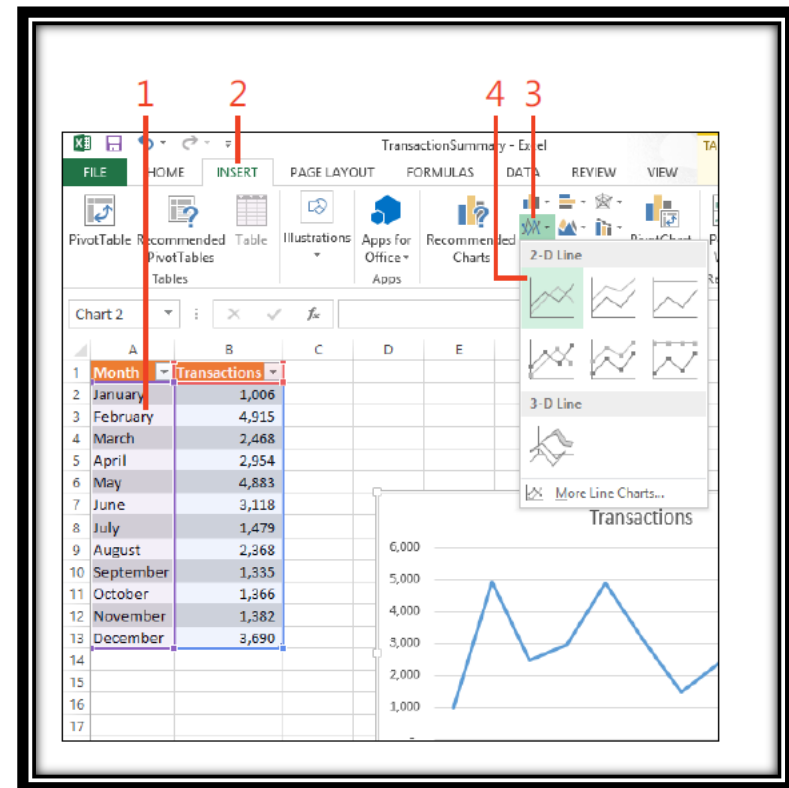 1 2 4 3
TransactionSummary - Excel TA
FILE HOME INSERT PAGE LAYOUT FORMULAS DATA REVIEW VIEW
PivotTable Recommended Table Illustrations Apps for Recommended
PivotTables Office Charts
Tables Apps
2-D Line
Chart 2 fx
A B C D E
1 Month Transactions
2 January 1,006
3 February 4,915
3-D Line
4 March 2,468
5 April 2,954
6 May 4,883
More Line Charts...
7 June 3,118
Transactions
8 July 1,479
9 August 2,368
6,000
10 September 1,335
5,000
11 October 1,366
4,000
12 November 1,382
13 December 3,690
3,000
14
2,000
15
16
1,000
17
-